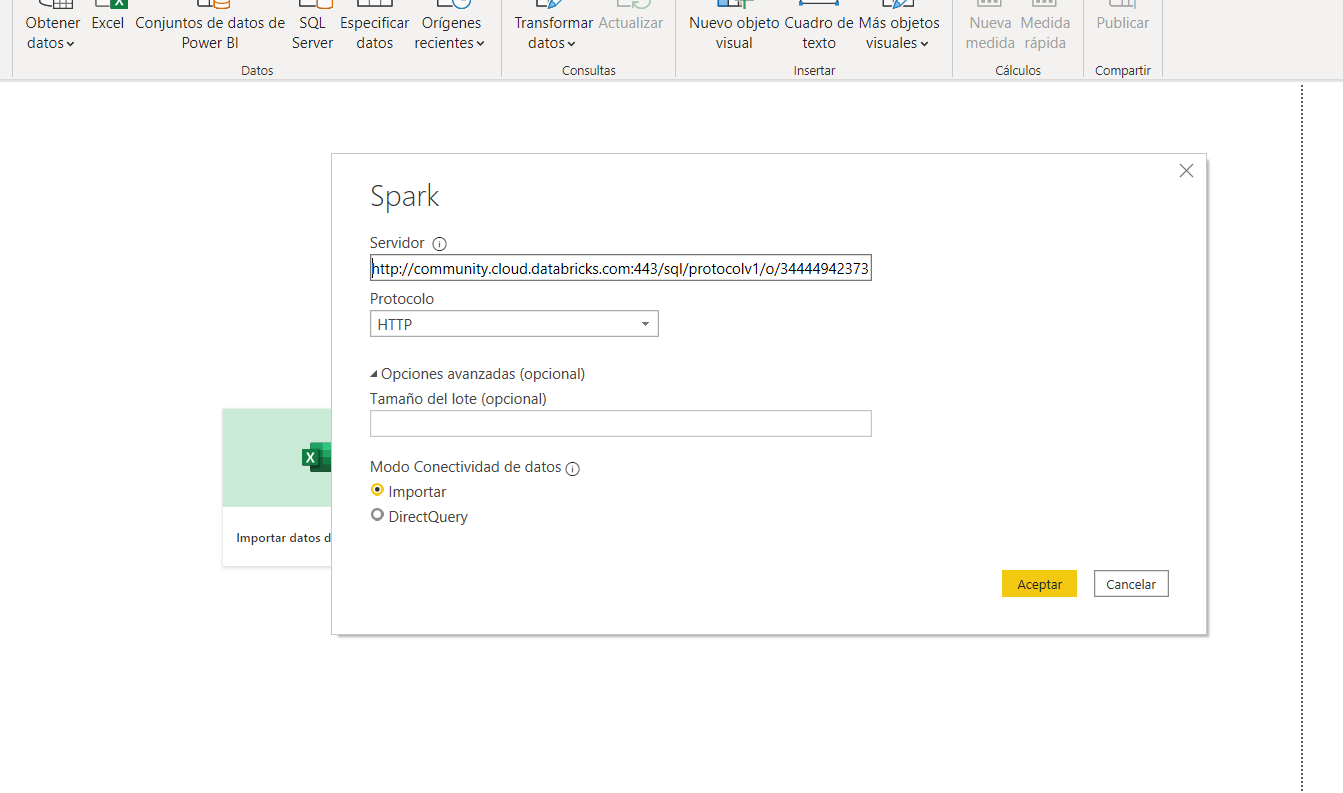 Obtener datos
Excel
Conjuntos de datos de Power BI
SQL Server
Especificar datos
Orígenes recientes
Datos
Transformar datos
Actualizar
Consultas
Nuevo objeto visual
Cuadro de texto
Más objetos visuales
Insertar
Nueva medida
Medida rápida
Cálculos
Publicar
Compartir
Spark
Servidor
http://community.cloud.databricks.com:443/sql/protocolv1/o/34444942373
Protocolo
HTTP
Opciones avanzadas (opcional)
Tamaño del lote (opcional)
Modo Conectividad de datos
Importar
DirectQuery
Aceptar
Cancelar
X
Importar datos d